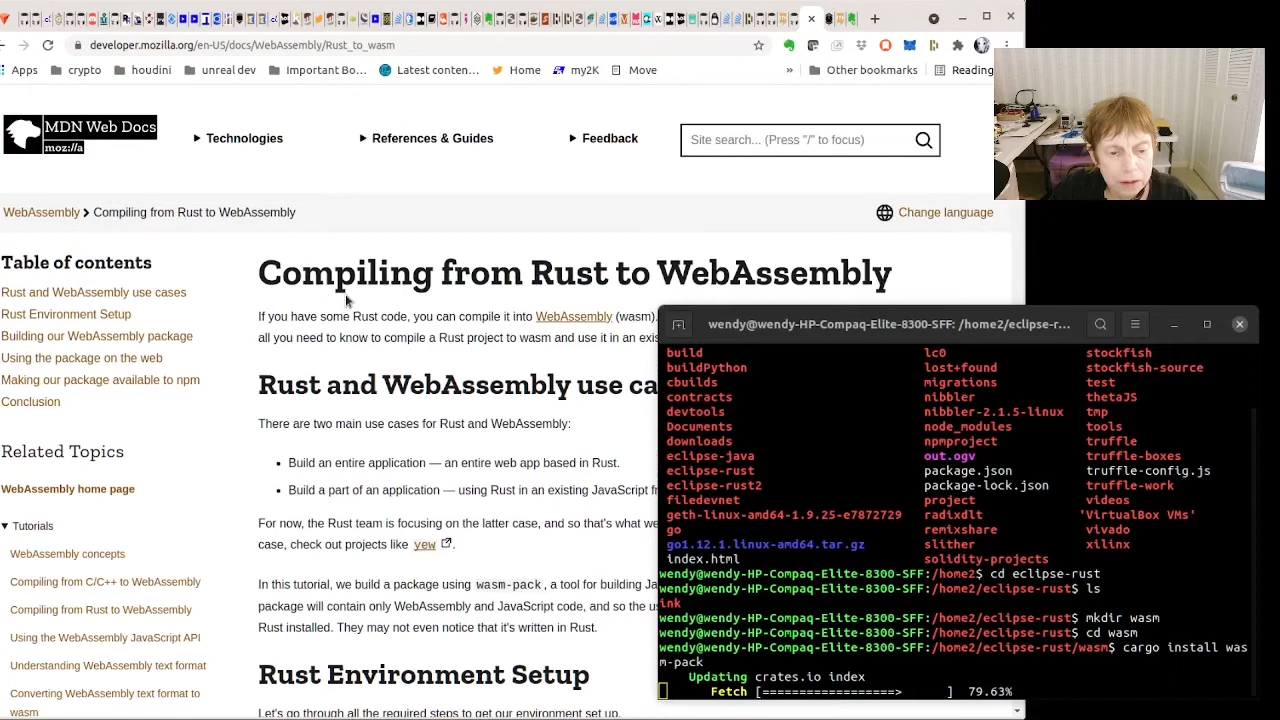 developer.mozilla.org/en-US/docs/WebAssembly/Rust_to_wasm
Apps crypto houdini unreal dev Important Bo... Latest conten... Home my2K Move » Other bookmarks Reading
MDN Web Docs
moz://a
Technologies References & Guides Feedback Site search... (Press "/" to focus)
WebAssembly Compiling from Rust to WebAssembly Change language
Table of contents
Rust and WebAssembly use cases
Rust Environment Setup
Building our WebAssembly package
Using the package on the web
Making our package available to npm
Conclusion
Related Topics
WebAssembly home page
Tutorials
WebAssembly concepts
Compiling from C/C++ to WebAssembly
Compiling from Rust to WebAssembly
Using the WebAssembly JavaScript API
Understanding WebAssembly text format
Converting WebAssembly text format to
wasm
Compiling from Rust to WebAssembly
If you have some Rust code, you can compile it into WebAssembly (wasm).
all you need to know to compile a Rust project to wasm and use it in an exis
Rust and WebAssembly use ca
There are two main use cases for Rust and WebAssembly:
• Build an entire application — an entire web app based in Rust.
• Build a part of an application — using Rust in an existing JavaScript f
For now, the Rust team is focusing on the latter case, and so that's what we
case, check out projects like yew.
In this tutorial, we build a package using wasm-pack, a tool for building Ja
package will contain only WebAssembly and JavaScript code, and so the us
Rust installed. They may not even notice that it's written in Rust.
Rust Environment Setup
Let's go through all the required steps to get our environment set up.
wendy@wendy-HP-Compaq-Elite-8300-SFF: /home2/eclipse-r...
build lc0 stockfish
buildPython lost+found stockfish-source
cbuilds migrations test
contracts nibbler thetaJS
devtools nibbler-2.1.5-linux tmp
Documents node_modules tools
downloads npmproject truffle
eclipse-java out.ogv truffle-boxes
eclipse-rust package.json truffle-config.js
eclipse-rust2 package-lock.json truffle-work
filedevnet project videos
geth-linux-amd64-1.9.25-e7872729 radixdlt 'VirtualBox VMs'
go remixshare vivado
go1.12.1.linux-amd64.tar.gz slither xilinx
index.html solidity-projects
wendy@wendy-HP-Compaq-Elite-8300-SFF:/home2$ cd eclipse-rust
wendy@wendy-HP-Compaq-Elite-8300-SFF:/home2/eclipse-rust$ ls
ink
wendy@wendy-HP-Compaq-Elite-8300-SFF:/home2/eclipse-rust$ mkdir wasm
wendy@wendy-HP-Compaq-Elite-8300-SFF:/home2/eclipse-rust$ cd wasm
wendy@wendy-HP-Compaq-Elite-8300-SFF:/home2/eclipse-rust/wasm$ cargo install was
m-pack
Updating crates.io index
Fetch [==================> ] 79.63%